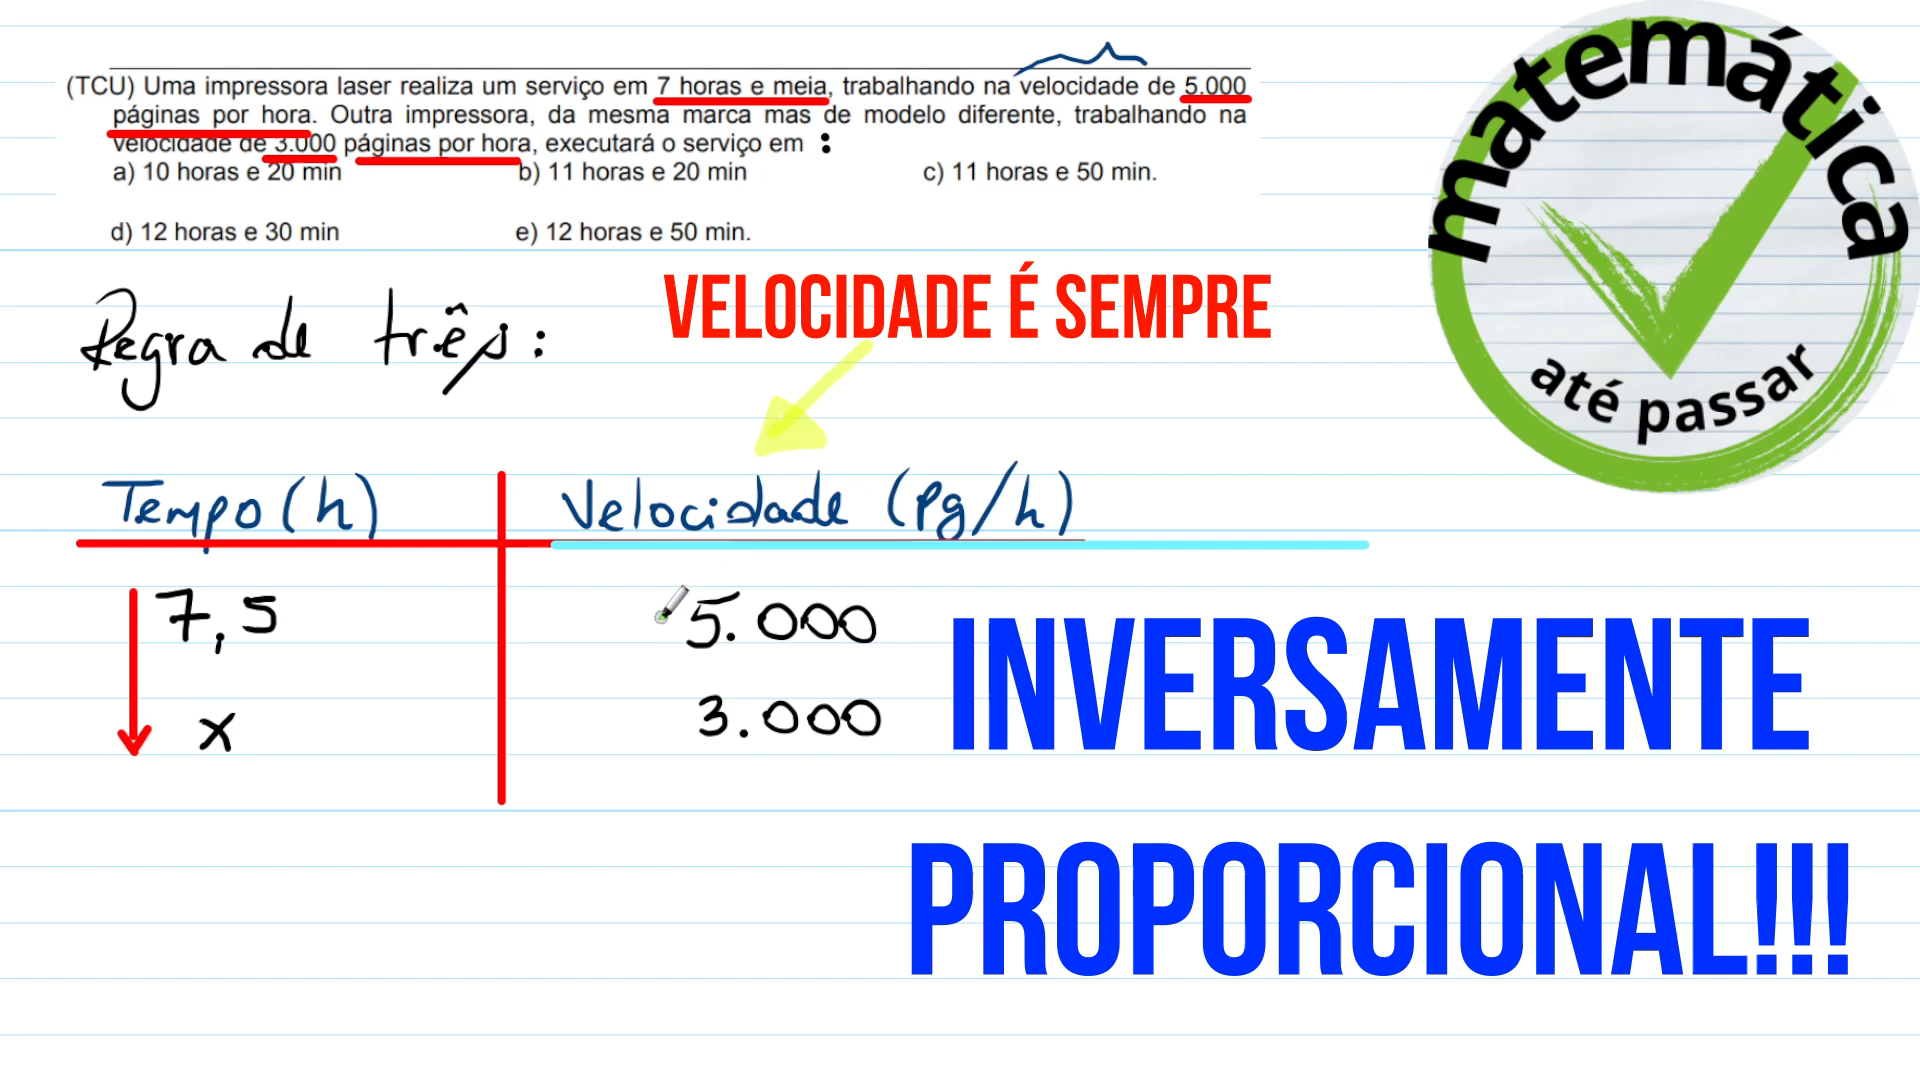 (TCU) Uma impressora laser realiza um serviço em 7 horas e meia, trabalhando na velocidade de 5.000
páginas por hora. Outra impressora, da mesma marca mas de modelo diferente, trabalhando na
velocidade de 3.000 páginas por hora, executará o serviço em :
a) 10 horas e 20 min b) 11 horas e 20 min c) 11 horas e 50 min.
d) 12 horas e 30 min e) 12 horas e 50 min.
matemática
até passar
VELOCIDADE É SEMPRE
Regra de três:
Tempo (h) Velocidade (pg/h)
7,5 5.000
x 3.000
INVERSAMENTE
PROPORCIONAL!!!